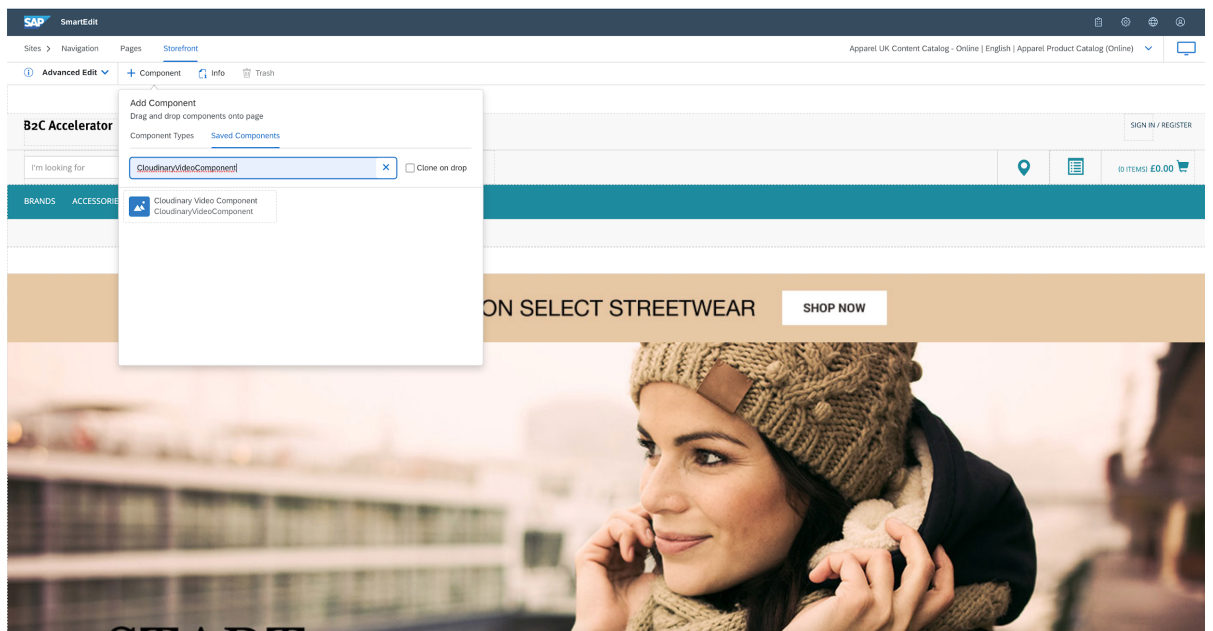 SAP SmartEdit
Sites > Navigation Pages Storefront
Apparel UK Content Catalog - Online | English | Apparel Product Catalog (Online)
Advanced Edit + Component Info Trash
Add Component
Drag and drop components onto page
Component Types Saved Components
CloudinaryVideoComponent
Clone on drop
Cloudinary Video Component
CloudinaryVideoComponent
B2C Accelerator
SIGN IN / REGISTER
I'm looking for
(0 ITEMS) £0.00
BRANDS ACCESSORIE
ON SELECT STREETWEAR SHOP NOW
START